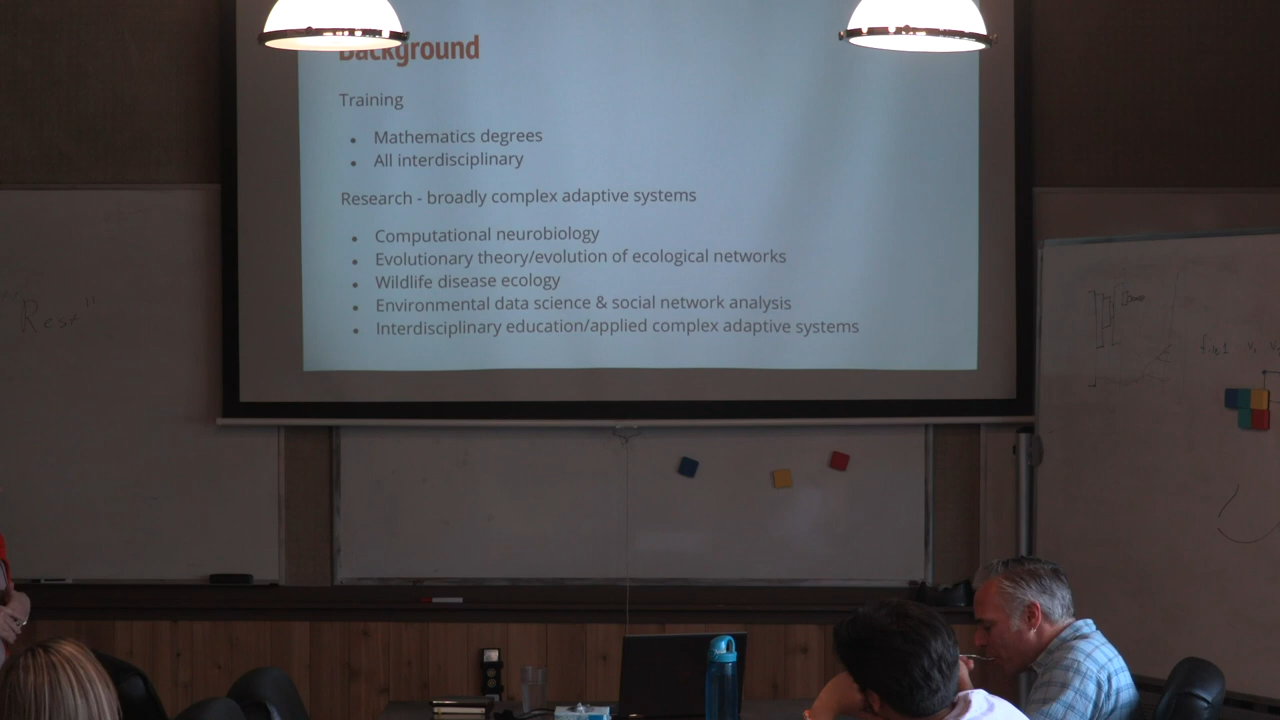 Background
Training
• Mathematics degrees
• All interdisciplinary
Research - broadly complex adaptive systems
• Computational neurobiology
• Evolutionary theory/evolution of ecological networks
• Wildlife disease ecology
• Environmental data science & social network analysis
• Interdisciplinary education/applied complex adaptive systems
Rest"